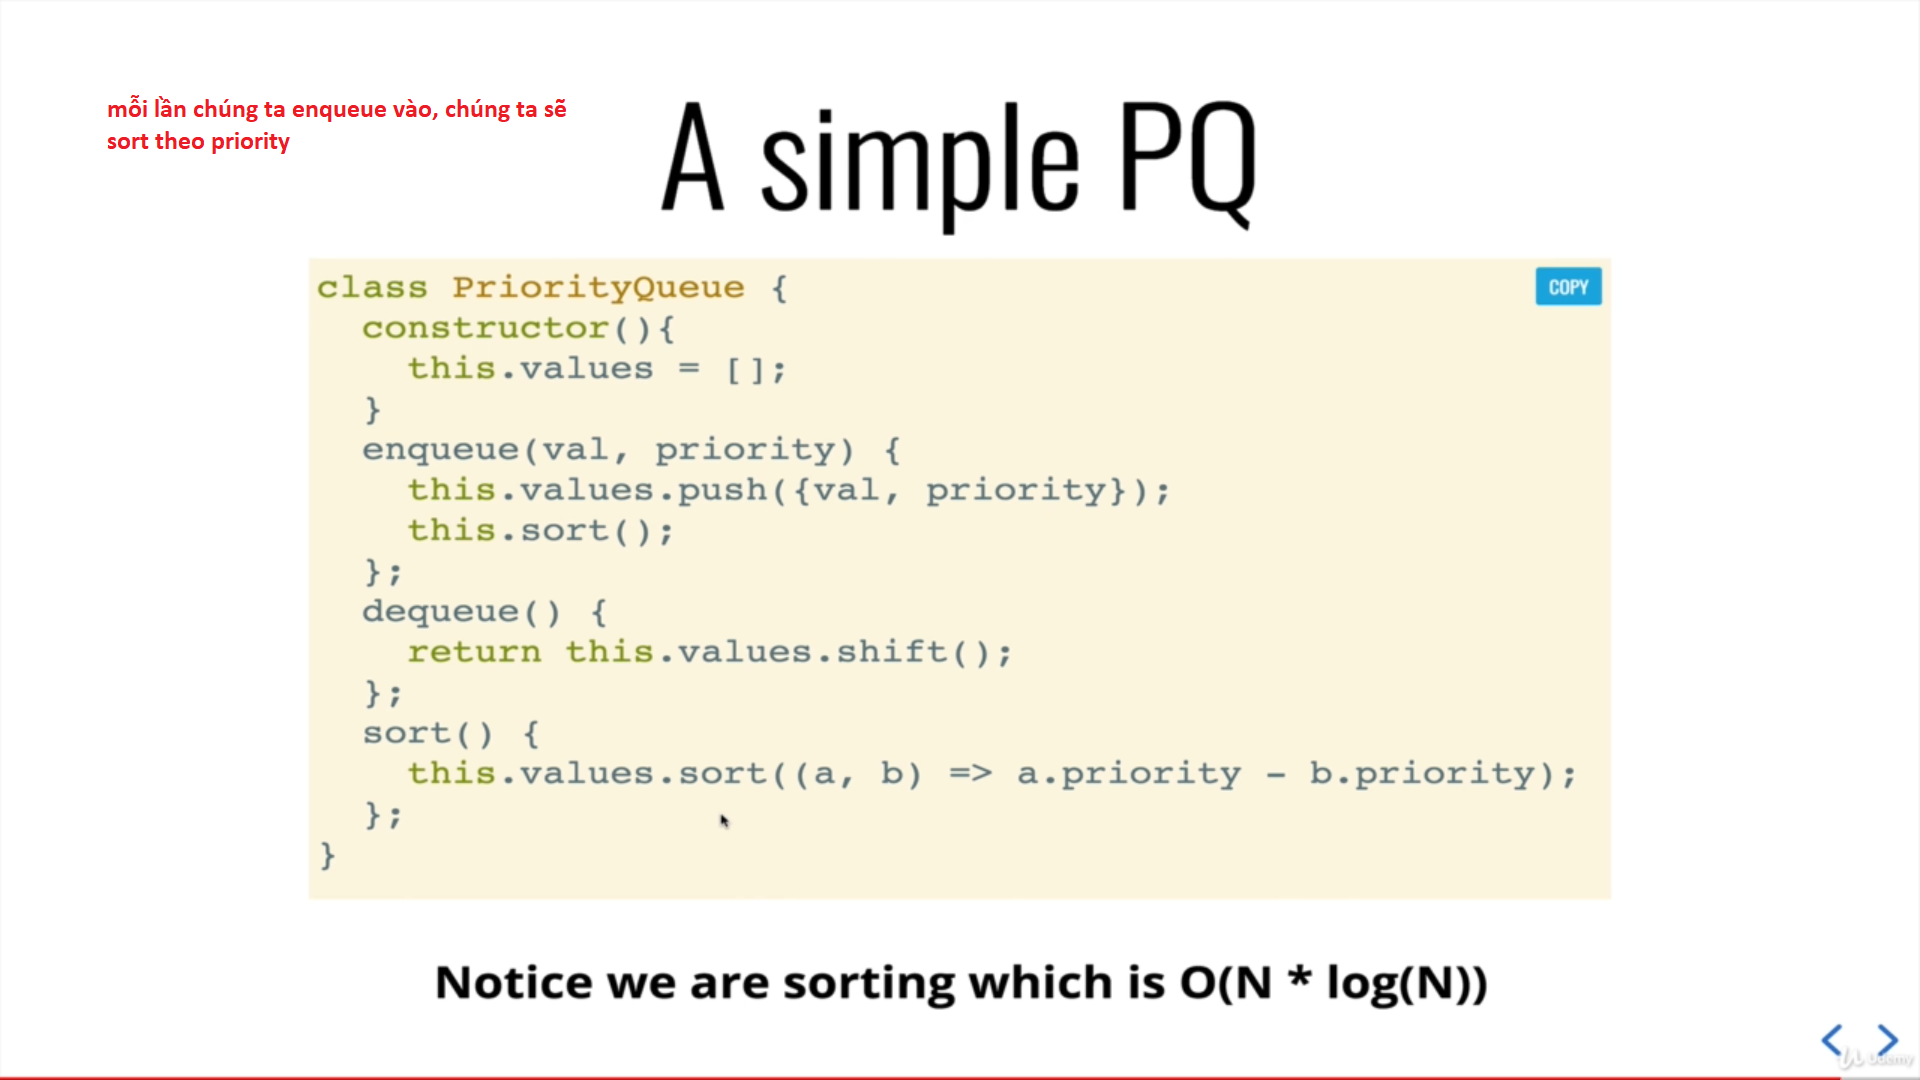 mỗi lần chúng ta enqueue vào, chúng ta sẽ
sort theo priority
A simple PQ
class PriorityQueue {
COPY
  constructor(){
    this.values = [];
  }
  enqueue(val, priority) {
    this.values.push({val, priority});
    this.sort();
  };
  dequeue() {
    return this.values.shift();
  };
  sort() {
    this.values.sort((a, b) => a.priority - b.priority);
  };
}
Notice we are sorting which is O(N * log(N))
Udemy